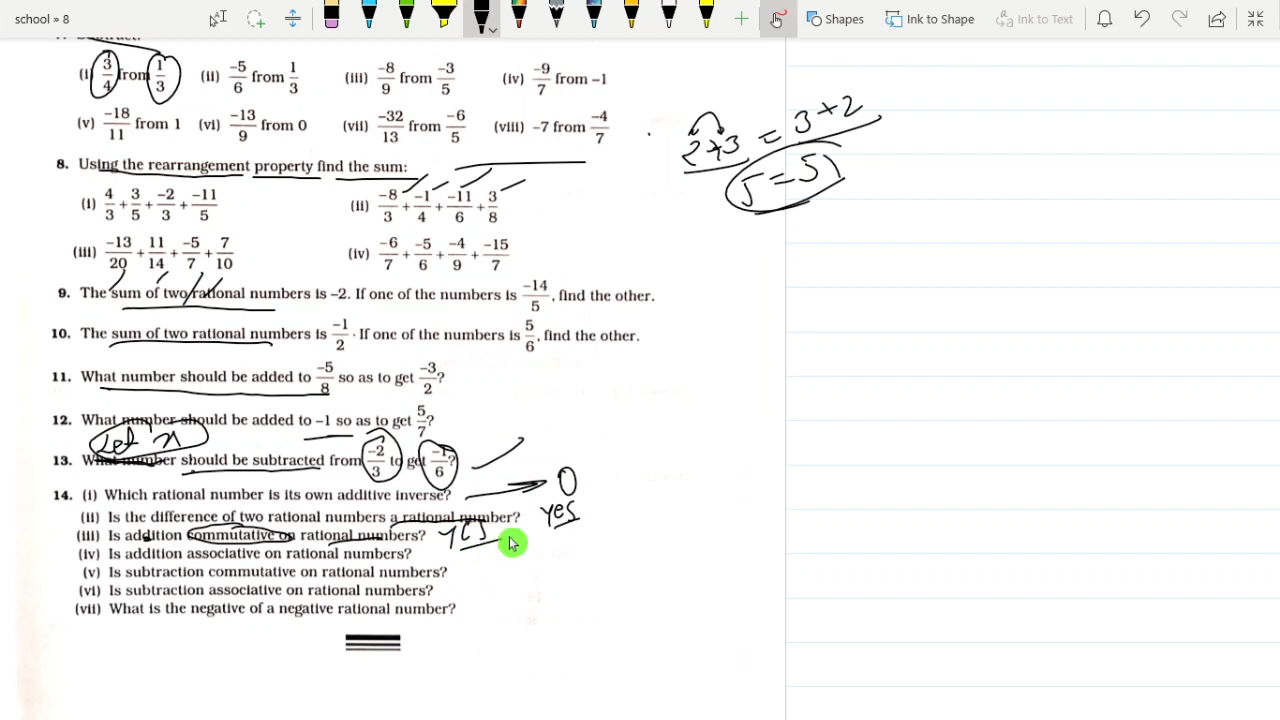 school » 8
Shapes
Ink to Shape
Ink to Text
(i) 3/4 from 1/3 (ii) -5/6 from 1/3 (iii) -8/9 from -3/5 (iv) -9/7 from −1
(v) -18/11 from 1 (vi) -13/9 from 0 (vii) -32/13 from -6/5 (viii) −7 from -4/7
2+3 = 3+2
5=5
8. Using the rearrangement property find the sum:
(i) 4/3 + 3/5 + -2/3 + -11/5 (ii) -8/3 + -1/4 + -11/6 + 3/8
(iii) -13/20 + 11/14 + -5/7 + 7/10 (iv) -6/7 + -5/6 + -4/9 + -15/7
9. The sum of two rational numbers is −2. If one of the numbers is -14/5, find the other.
10. The sum of two rational numbers is -1/2. If one of the numbers is 5/6, find the other.
11. What number should be added to -5/8 so as to get -3/2?
12. What number should be added to −1 so as to get 5/7?
Let x
13. What number should be subtracted from -2/3 to get -1/6?
14. (i) Which rational number is its own additive inverse? 0
(ii) Is the difference of two rational numbers a rational number? yes
(iii) Is addition commutative on rational numbers? yes
(iv) Is addition associative on rational numbers?
(v) Is subtraction commutative on rational numbers?
(vi) Is subtraction associative on rational numbers?
(vii) What is the negative of a negative rational number?